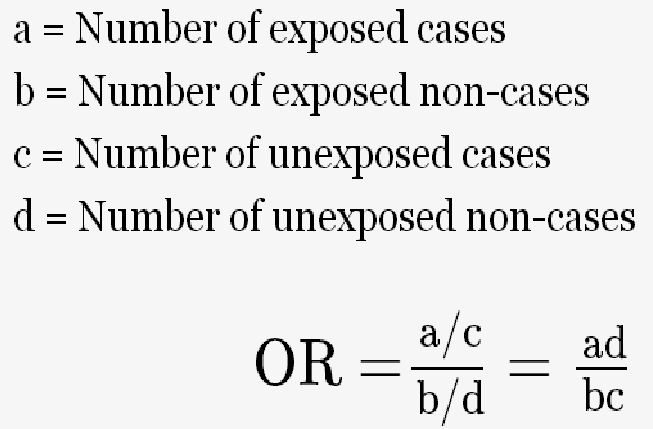 a = Number of exposed cases
b = Number of exposed non-cases
c = Number of unexposed cases
d = Number of unexposed non-cases
OR = a/c / b/d = ad / bc